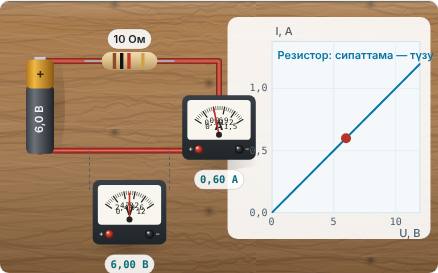 I, А
10 Ом
Резистор: сипаттама — түзу
+
6,0 В
1,0
0,5
0,60 А
0,0
0
5
10
U, В
6,00 В